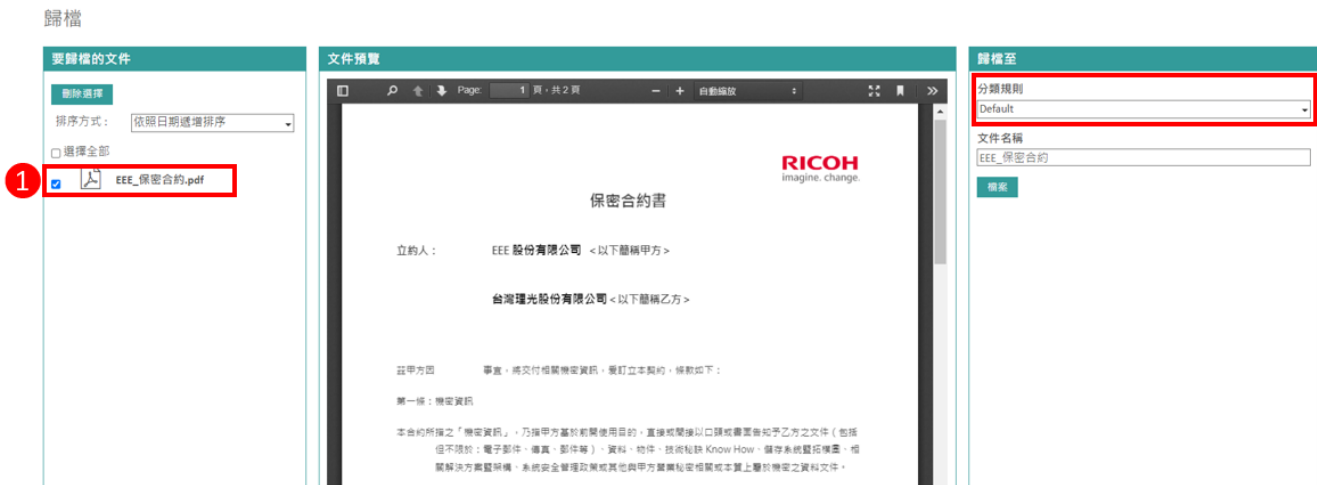 歸檔
要歸檔的文件
刪除選擇
排序方式：
依照日期遞增排序
選擇全部
1
EEE_保密合約.pdf
文件預覽
Page: 1 頁，共 2 頁
自動縮放
RICOH
imagine. change.
保密合約書
立約人： EEE 股份有限公司 <以下簡稱甲方>
台灣理光股份有限公司<以下簡稱乙方>
茲甲方因 事宜，將交付相關機密資訊，爰訂立本契約，條款如下：
第一條：機密資訊
本合約所指之「機密資訊」，乃指甲方基於前開使用目的，直接或間接以口頭或書面告知予乙方之文件（包括
但不限於：電子郵件、傳真、郵件等）、資料、物件、技術秘訣 Know How、儲存系統暨拓樸圖、相
關解決方案暨架構、系統安全管理政策或其他與甲方營業秘密相關或本質上屬於機密之資料文件。
歸檔至
分類規則
Default
文件名稱
EEE_保密合約
檔案